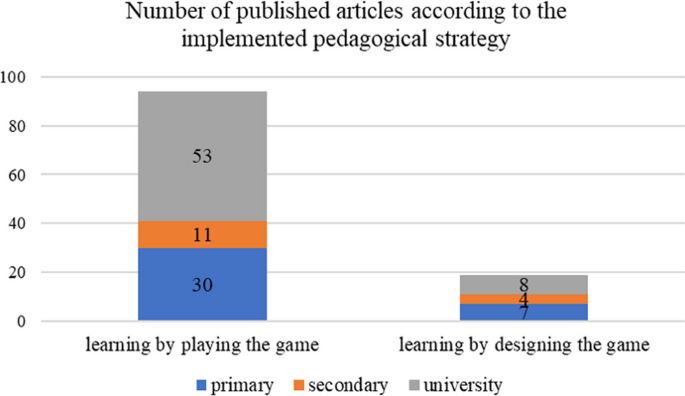 Number of published articles according to the
implemented pedagogical strategy
100
80
60
40
20
0
53
11
30
8
4
7
learning by playing the game
learning by designing the game
primary
secondary
university